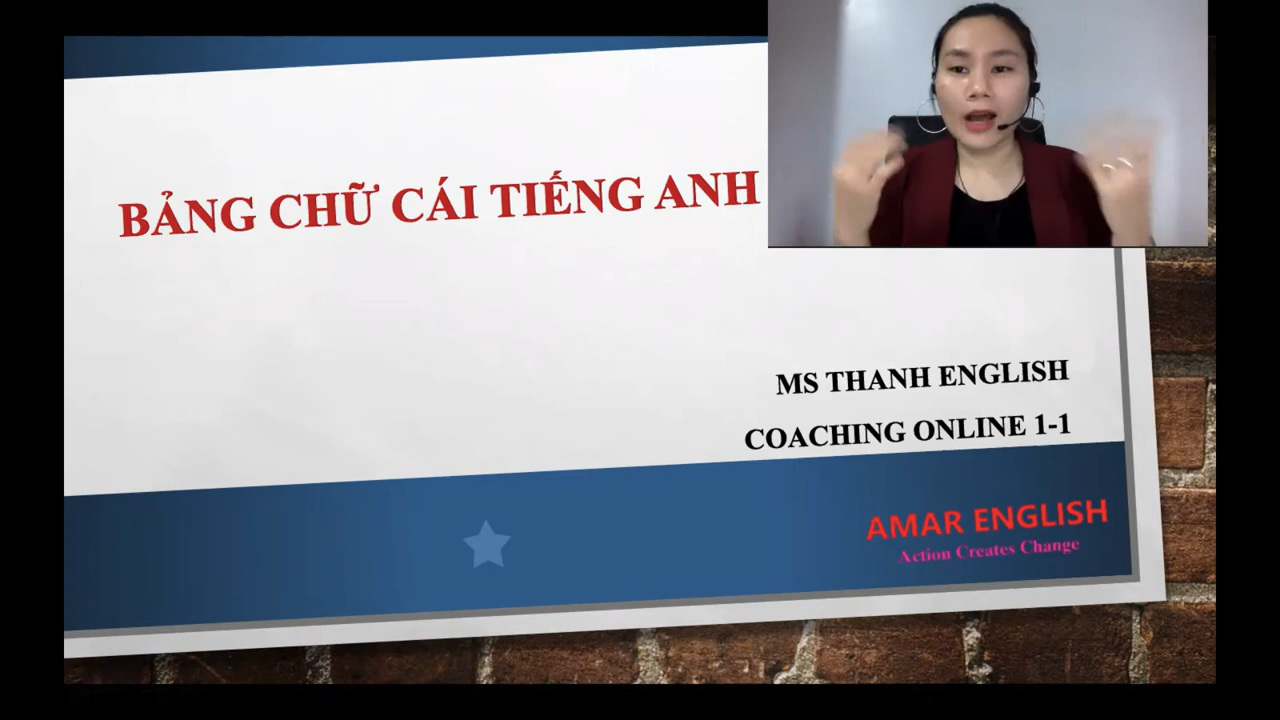 BẢNG CHỮ CÁI TIẾNG ANH
MS THANH ENGLISH
COACHING ONLINE 1-1
AMAR ENGLISH
Action Creates Change